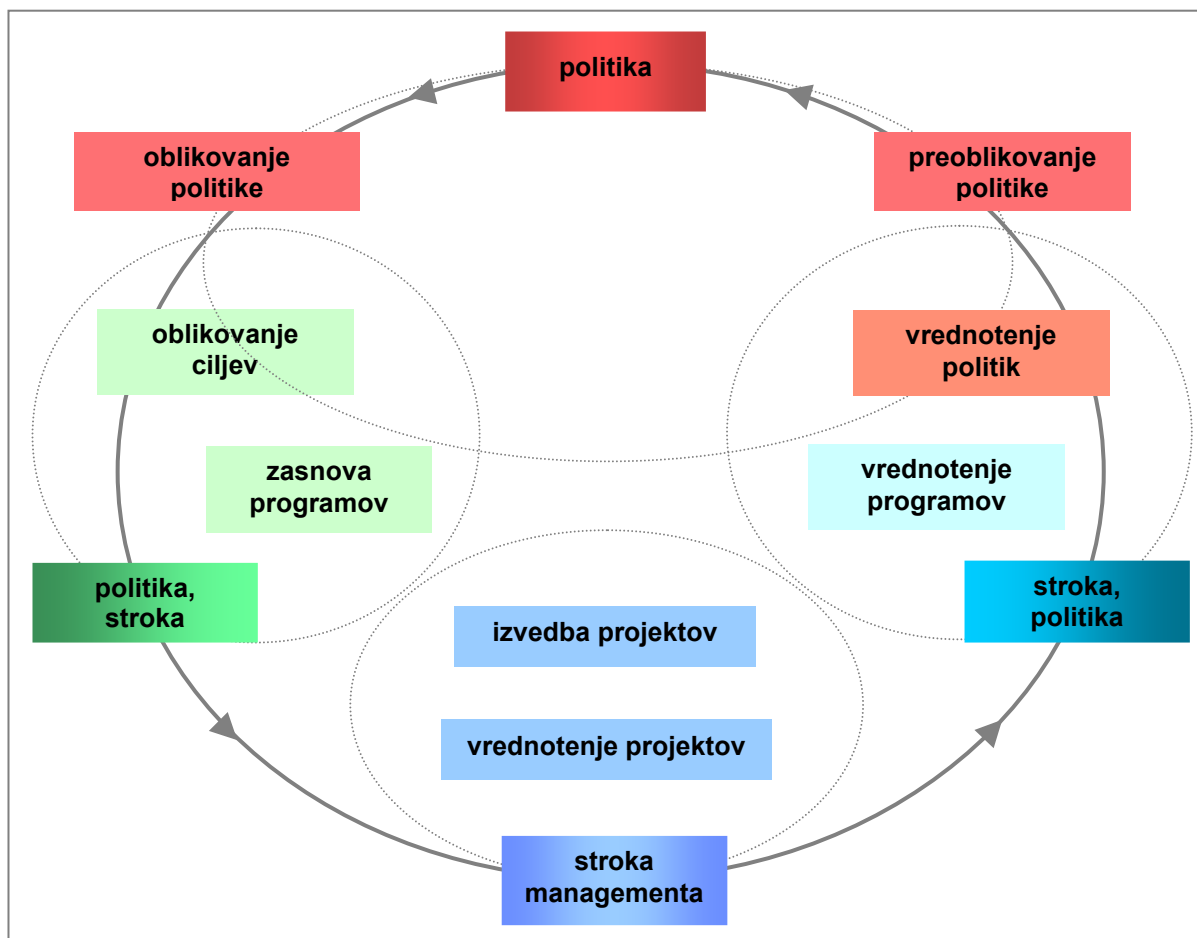 politika
oblikovanje
politike
preoblikovanje
politike
oblikovanje
ciljev
vrednotenje
politik
zasnova
programov
vrednotenje
programov
politika,
stroka
stroka,
politika
izvedba projektov
vrednotenje projektov
stroka
managementa